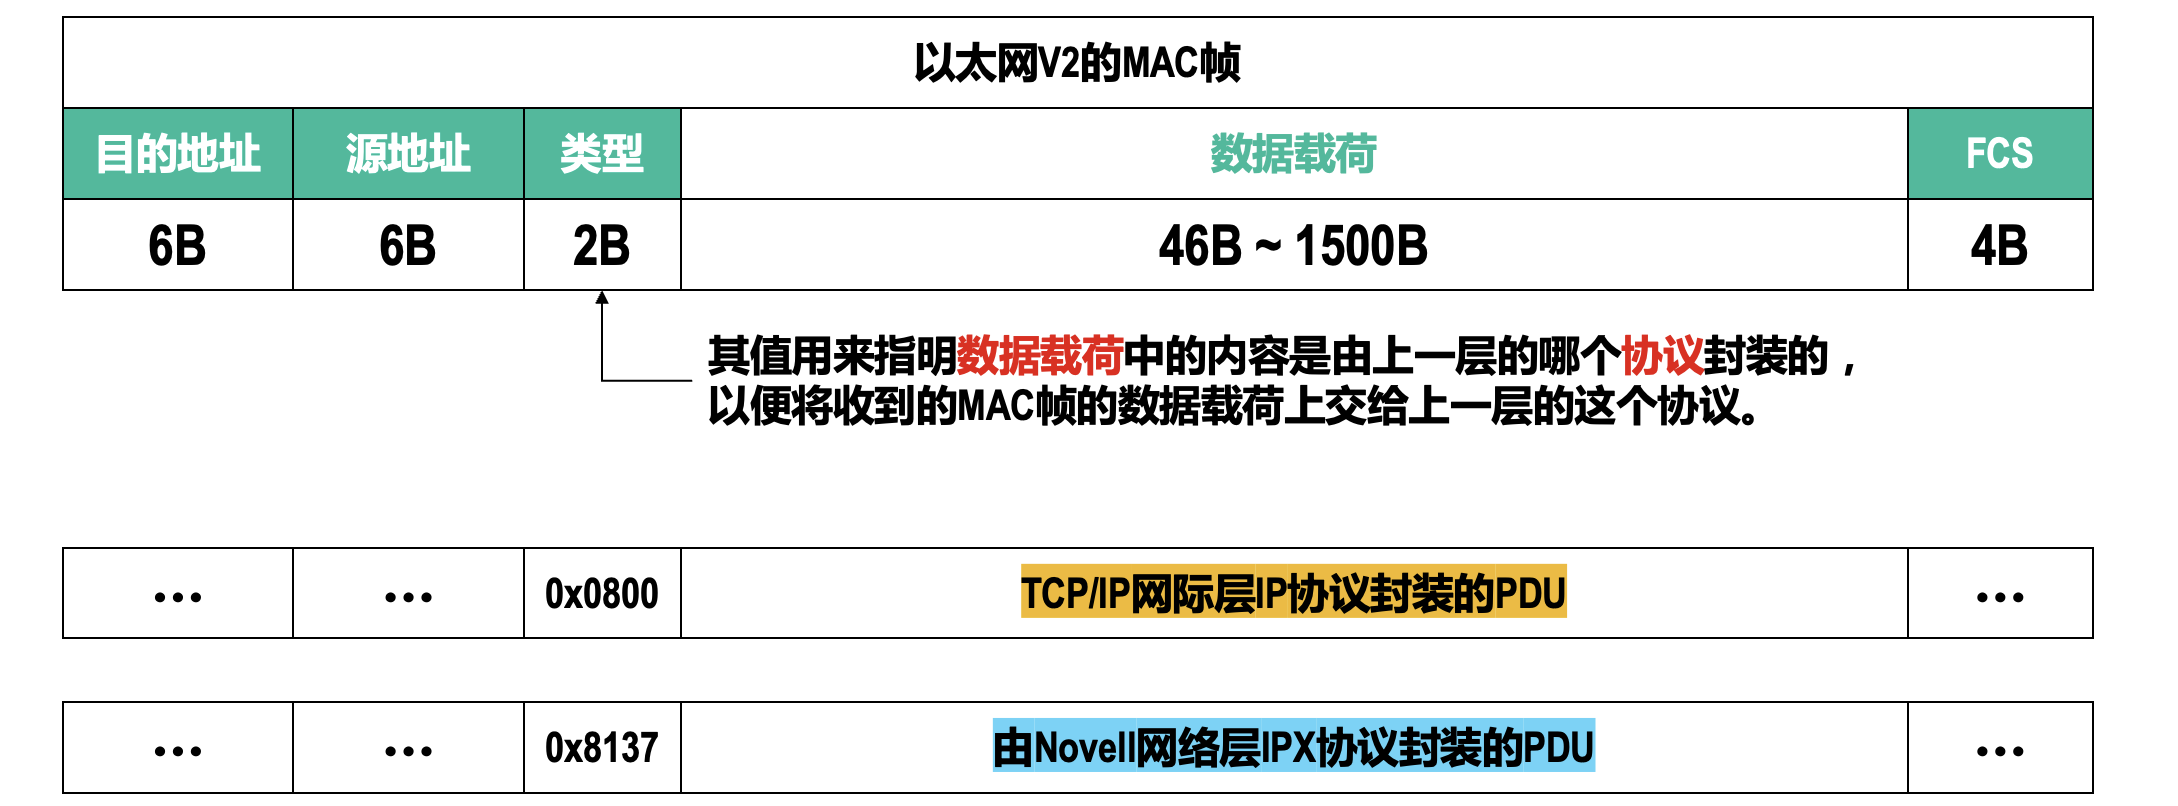 以太网V2的MAC帧
目的地址 源地址 类型 数据载荷 FCS
6B 6B 2B 46B ~ 1500B 4B
其值用来指明数据载荷中的内容是由上一层的哪个协议封装的，
以便将收到的MAC帧的数据载荷上交给上一层的这个协议。
... ... 0x0800 TCP/IP网际层IP协议封装的PDU ...
... ... 0x8137 由Novell网络层IPX协议封装的PDU ...